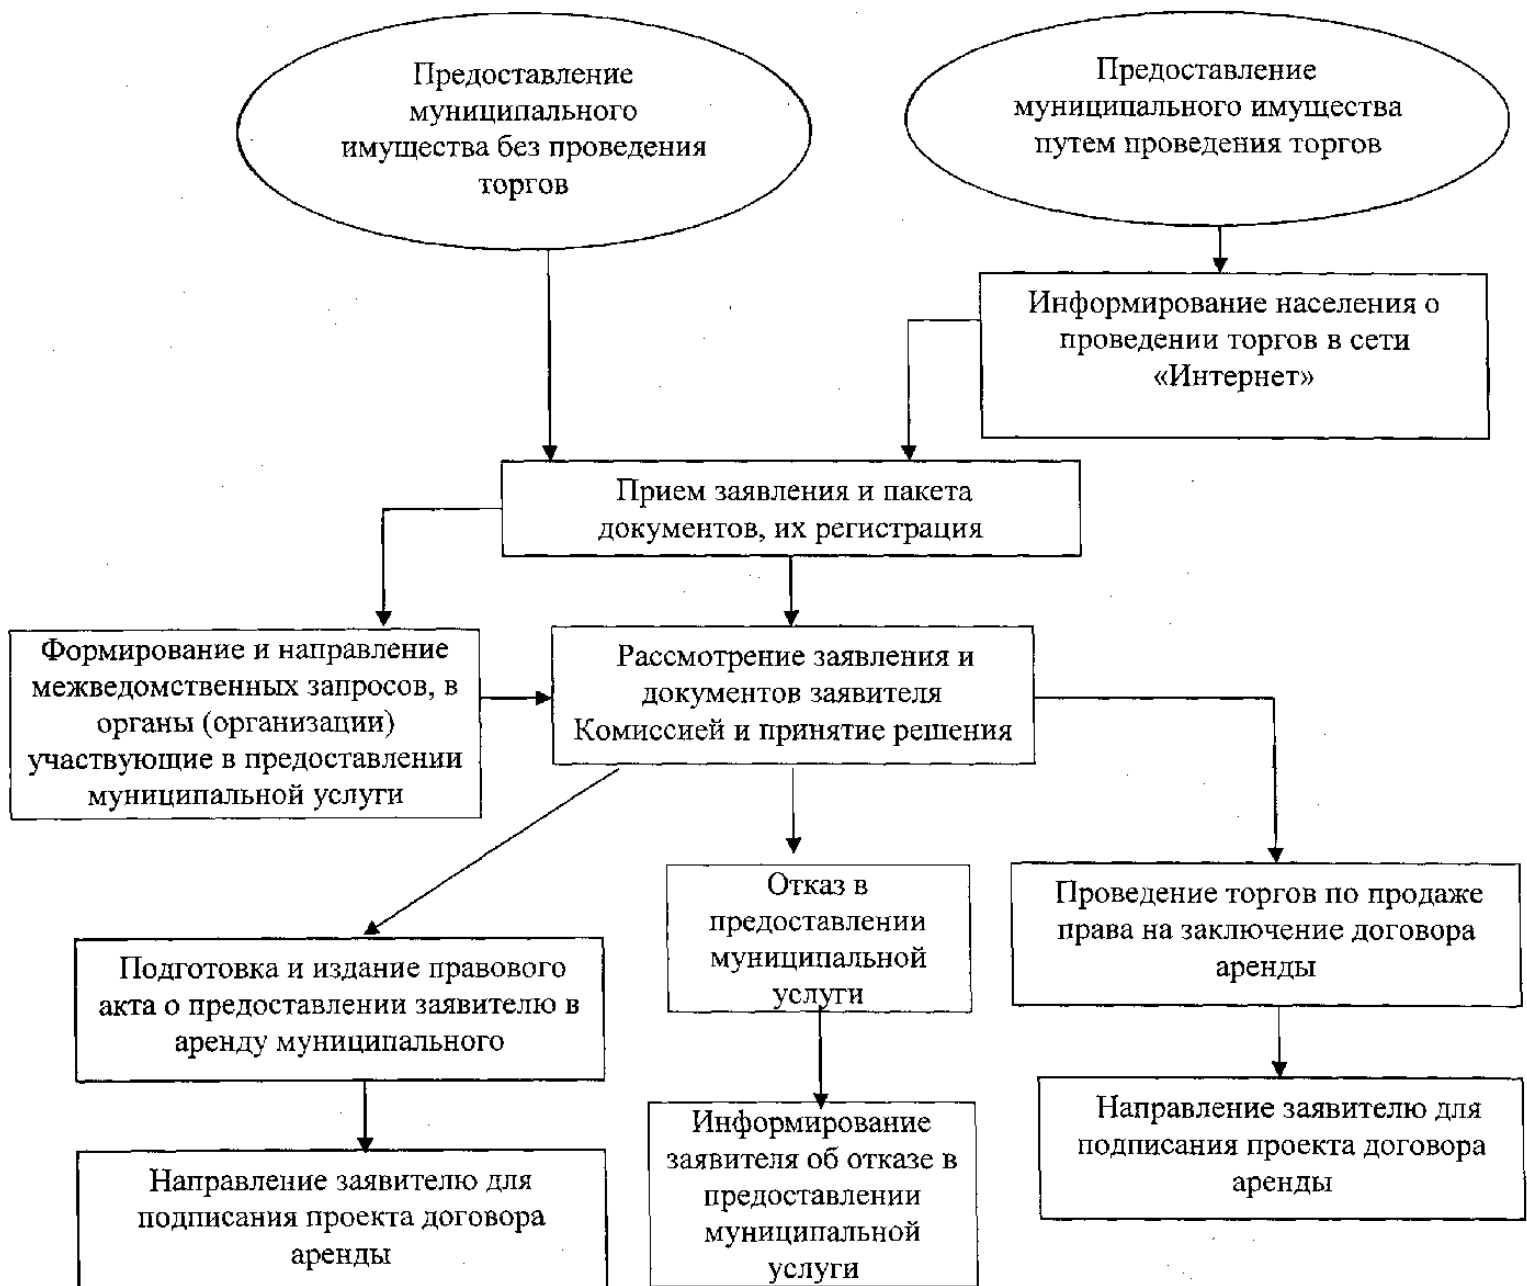 Предоставление
муниципального
имущества без проведения
торгов
Предоставление
муниципального имущества
путем проведения торгов
Информирование населения о
проведении торгов в сети
«Интернет»
Прием заявления и пакета
документов, их регистрация
Формирование и направление
межведомственных запросов, в
органы (организации)
участвующие в предоставлении
муниципальной услуги
Рассмотрение заявления и
документов заявителя
Комиссией и принятие решения
Подготовка и издание правового
акта о предоставлении заявителю в
аренду муниципального
Отказ в
предоставлении
муниципальной
услуги
Проведение торгов по продаже
права на заключение договора
аренды
Направление заявителю для
подписания проекта договора
аренды
Информирование
заявителя об отказе в
предоставлении
муниципальной
услуги
Направление заявителю для
подписания проекта договора
аренды